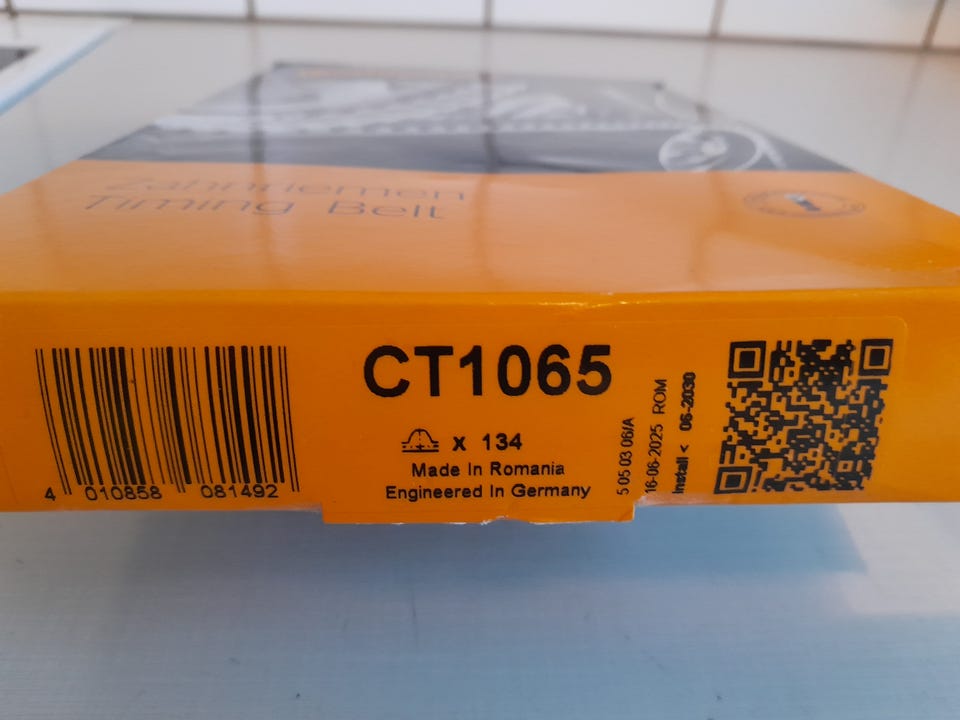 Zahnriemen
Timing Belt
CT1065
x 134
Made In Romania
Engineered In Germany
4 010858 081492
5 05 03 06/A
16-06-2025 ROM
Install < 06-2030